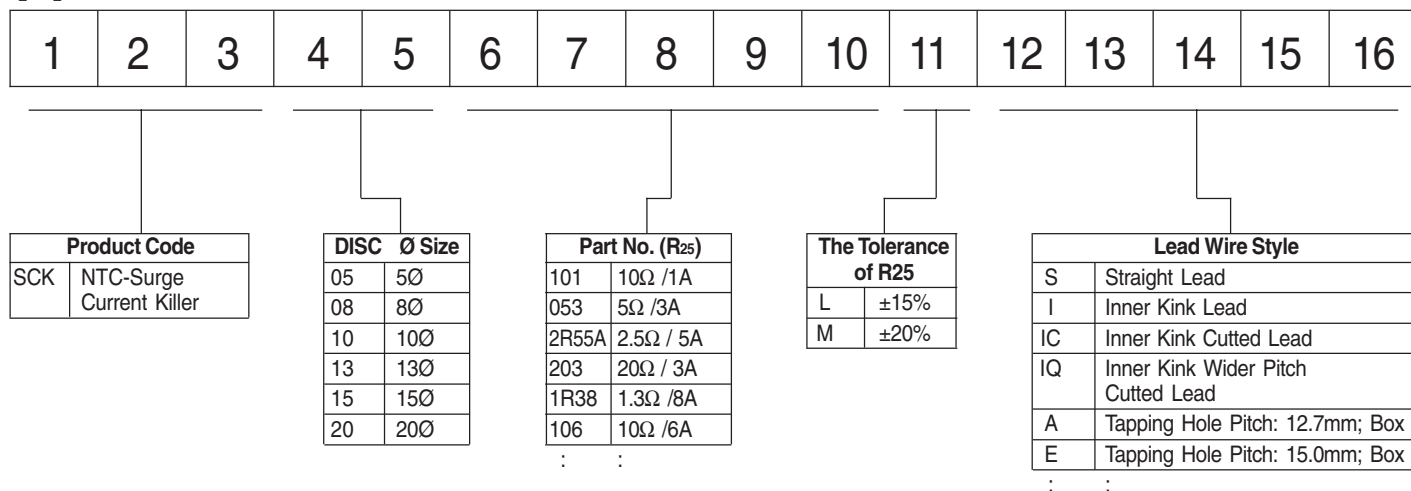 1 2 3 4 5 6 7 8 9 10 11 12 13 14 15 16
Product Code
SCK NTC-Surge
Current Killer
DISC Ø Size
05 5Ø
08 8Ø
10 10Ø
13 13Ø
15 15Ø
20 20Ø
Part No. (R25)
101 10Ω /1A
053 5Ω /3A
2R55A 2.5Ω / 5A
203 20Ω / 3A
1R38 1.3Ω /8A
106 10Ω /6A
: :
The Tolerance
of R25
L ±15%
M ±20%
Lead Wire Style
S Straight Lead
I Inner Kink Lead
IC Inner Kink Cutted Lead
IQ Inner Kink Wider Pitch
Cutted Lead
A Tapping Hole Pitch: 12.7mm; Box
E Tapping Hole Pitch: 15.0mm; Box
: :